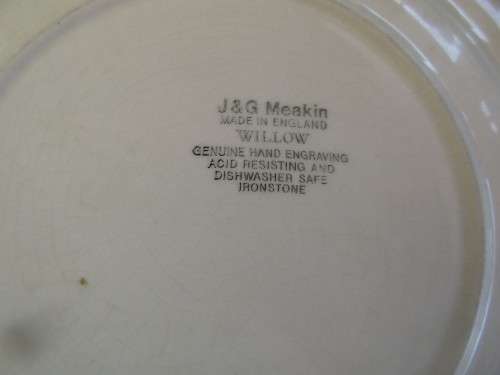 J&G Meakin
MADE IN ENGLAND
WILLOW
GENUINE HAND ENGRAVING
ACID RESISTING AND
DISHWASHER SAFE
IRONSTONE